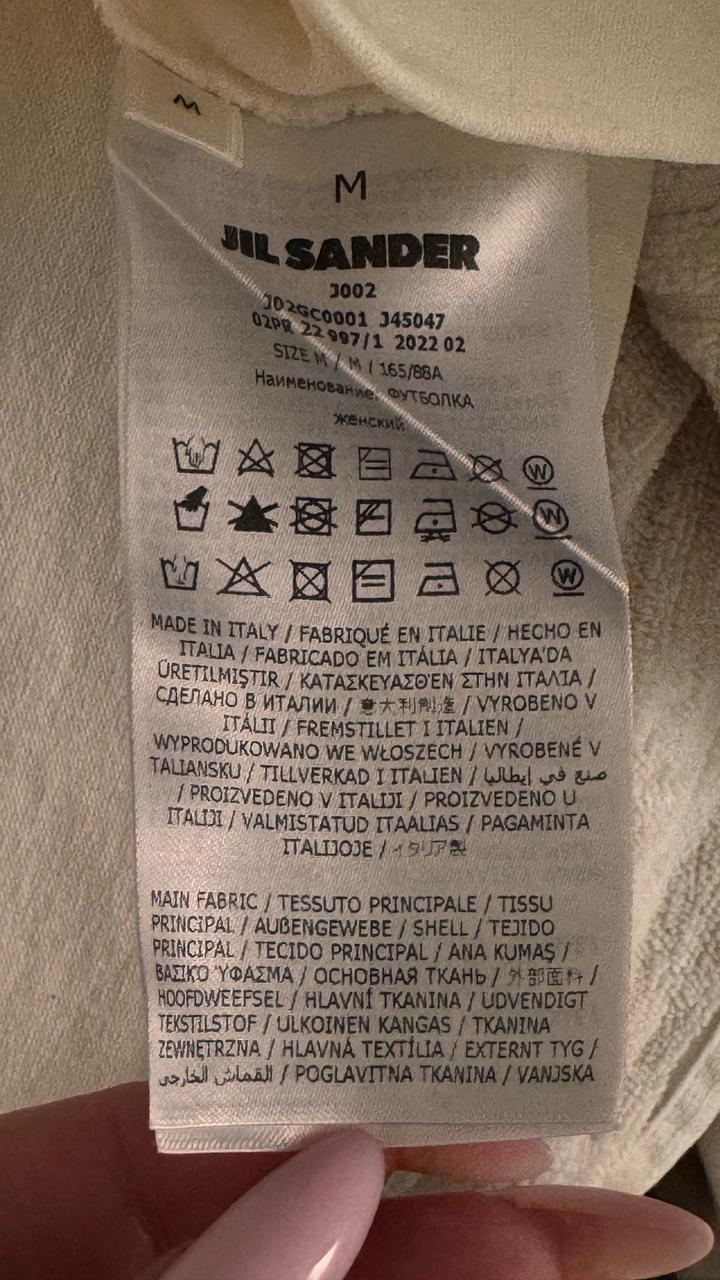 M
M
JIL SANDER
J002
J02GC0001 J45047
02PR 22 997/1 2022 02
SIZE M / M / 165/88A
Наименование: ФУТБОЛКА
женский
W
W
W
MADE IN ITALY / FABRIQUÉ EN ITALIE / HECHO EN
ITALIA / FABRICADO EM ITÁLIA / ITALYA'DA
ÜRETILMIŞTIR / ΚΑΤΑΣΚΕΥΑΣΘΕΝ ΣΤΗΝ ΙΤΑΛΙΑ /
СДЕЛАНО В ИТАЛИИ / 意大利制造 / VYROBENO V
ITÁLII / FREMSTILLET I ITALIEN /
WYPRODUKOWANO WE WŁOSZECH / VYROBENÉ V
TALIANSKU / TILLVERKAD I ITALIEN / صنع في إيطاليا
/ PROIZVEDENO V ITALIJI / PROIZVEDENO U
ITALIJI / VALMISTATUD ITAALIAS / PAGAMINTA
ITALIJOJE / イタリア製
MAIN FABRIC / TESSUTO PRINCIPALE / TISSU
PRINCIPAL / AUßENGEWEBE / SHELL / TEJIDO
PRINCIPAL / TECIDO PRINCIPAL / ANA KUMAŞ /
ΒΑΣΙΚΟ ΎΦΑΣΜΑ / ОСНОВНАЯ ТКАНЬ / 外部面料 /
HOOFDWEEFSEL / HLAVNÍ TKANINA / UDVENDIGT
TEKSTILSTOF / ULKOINEN KANGAS / TKANINA
ZEWNĘTRZNA / HLAVNÁ TEXTÍLIA / EXTERNT TYG /
القماش الخارجي / POGLAVITNA TKANINA / VANJSKA